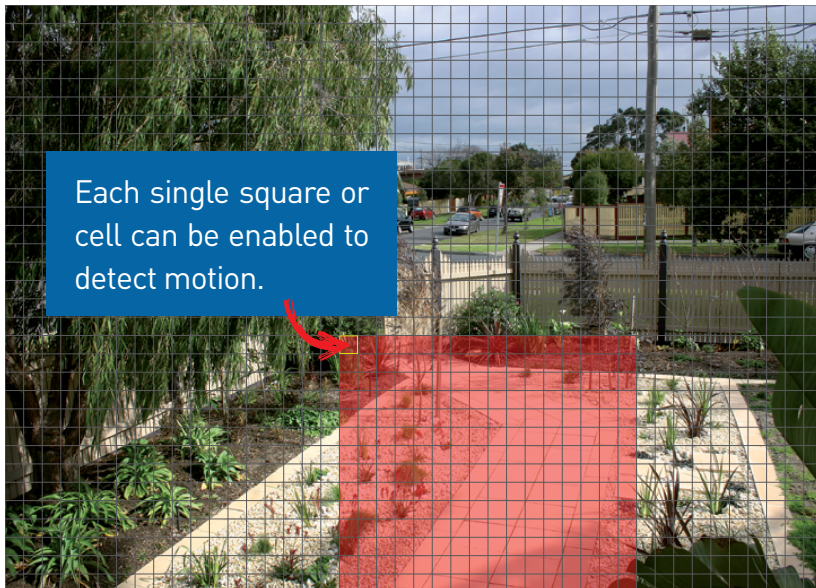 Each single square or
cell can be enabled to
detect motion.